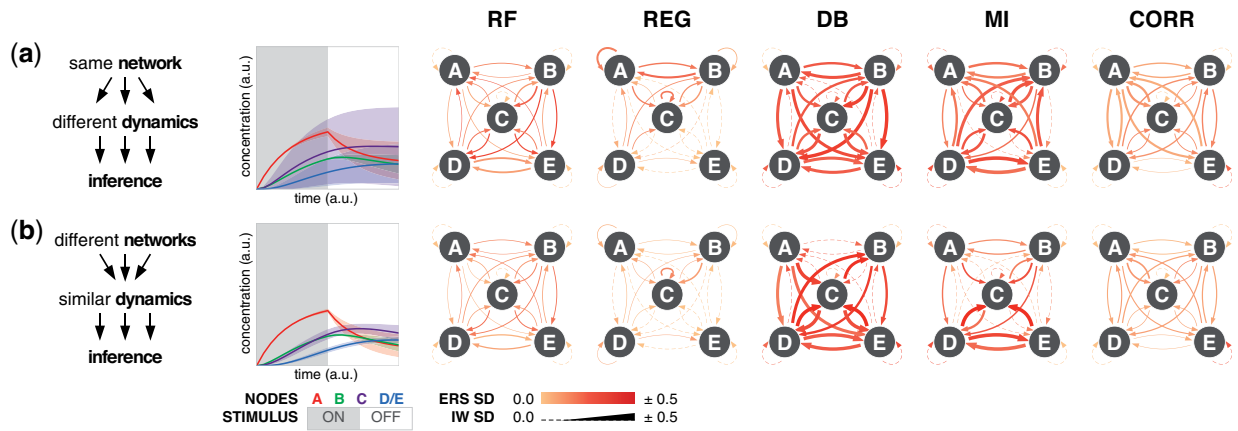 RF REG DB MI CORR
(a)
same network
different dynamics
inference
concentration (a.u.)
time (a.u.)
A B C D E
A B C D E
A B C D E
A B C D E
A B C D E
(b)
different networks
similar dynamics
inference
concentration (a.u.)
time (a.u.)
A B C D E
A B C D E
A B C D E
A B C D E
A B C D E
NODES A B C D/E
STIMULUS ON OFF
ERS SD 0.0 ± 0.5
IW SD 0.0 ± 0.5